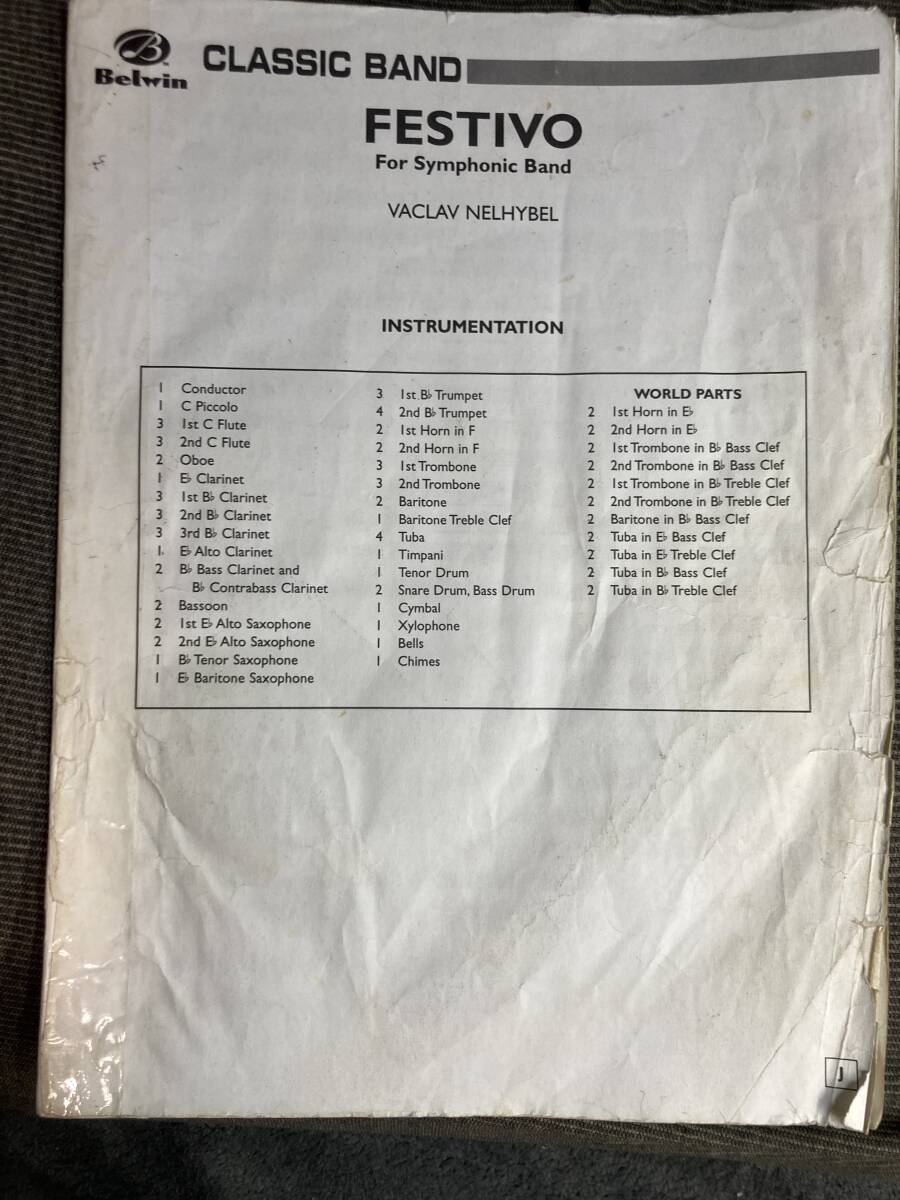 B
Belwin
CLASSIC BAND
FESTIVO
For Symphonic Band
VACLAV NELHYBEL
INSTRUMENTATION
1 Conductor
1 C Piccolo
3 1st C Flute
3 2nd C Flute
2 Oboe
1 E♭ Clarinet
3 1st B♭ Clarinet
3 2nd B♭ Clarinet
3 3rd B♭ Clarinet
1 E♭ Alto Clarinet
2 B♭ Bass Clarinet and
B♭ Contrabass Clarinet
2 Bassoon
2 1st E♭ Alto Saxophone
2 2nd E♭ Alto Saxophone
1 B♭ Tenor Saxophone
1 E♭ Baritone Saxophone
3 1st B♭ Trumpet
4 2nd B♭ Trumpet
2 1st Horn in F
2 2nd Horn in F
3 1st Trombone
3 2nd Trombone
2 Baritone
1 Baritone Treble Clef
4 Tuba
1 Timpani
1 Tenor Drum
2 Snare Drum, Bass Drum
1 Cymbal
1 Xylophone
1 Bells
1 Chimes
WORLD PARTS
2 1st Horn in E♭
2 2nd Horn in E♭
2 1st Trombone in B♭ Bass Clef
2 2nd Trombone in B♭ Bass Clef
2 1st Trombone in B♭ Treble Clef
2 2nd Trombone in B♭ Treble Clef
2 Baritone in B♭ Bass Clef
2 Tuba in E♭ Bass Clef
2 Tuba in E♭ Treble Clef
2 Tuba in B♭ Bass Clef
2 Tuba in B♭ Treble Clef
J